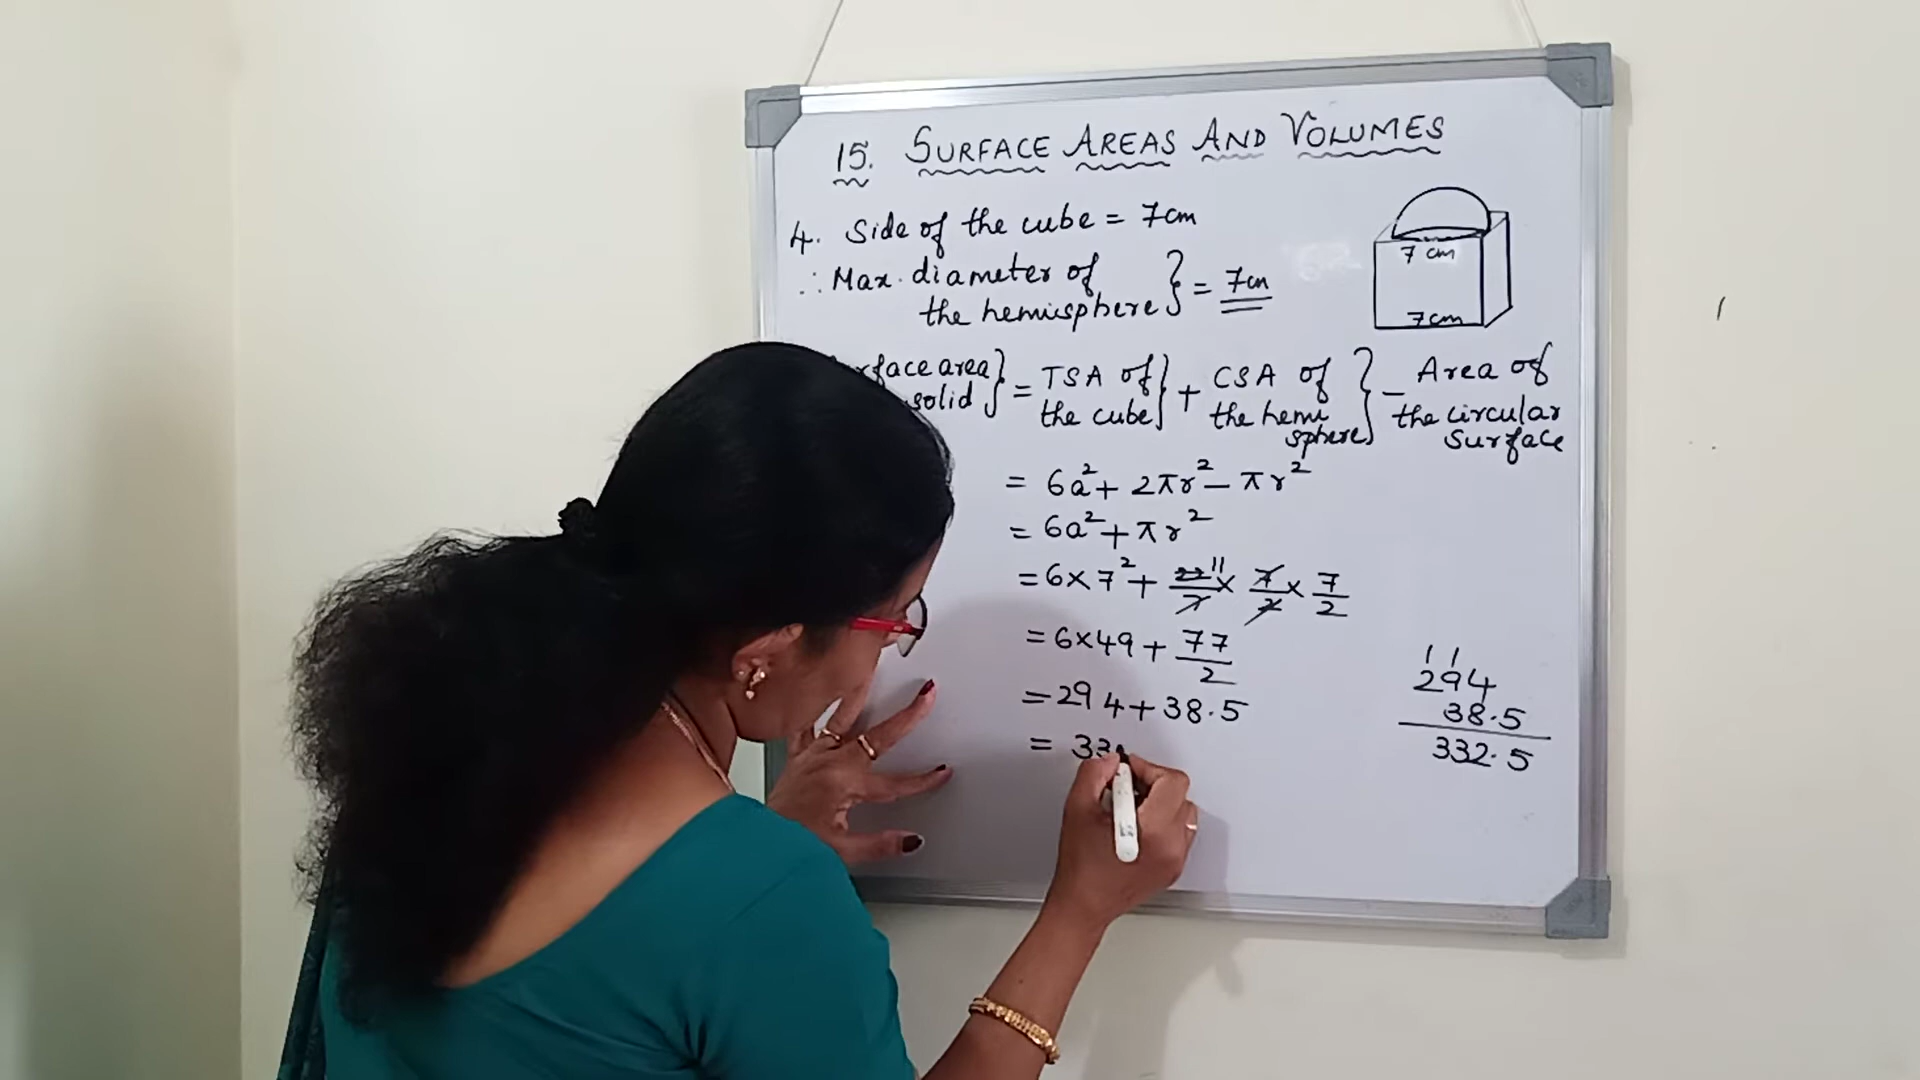 15. SURFACE AREAS AND VOLUMES
4. Side of the cube = 7cm
∴ Max. diameter of
the hemisphere } = 7cm
7 cm
7cm
area } = TSA of } + CSA of } - Area of
solid the cube the hemi the circular
sphere surface
= 6a² + 2πr² - πr²
= 6a² + πr²
= 6 × 7² + 22/7 11 × 7/2 × 7/2
= 6×49 + 77/2
= 294 + 38.5
= 33
1 1
294
38.5
332.5